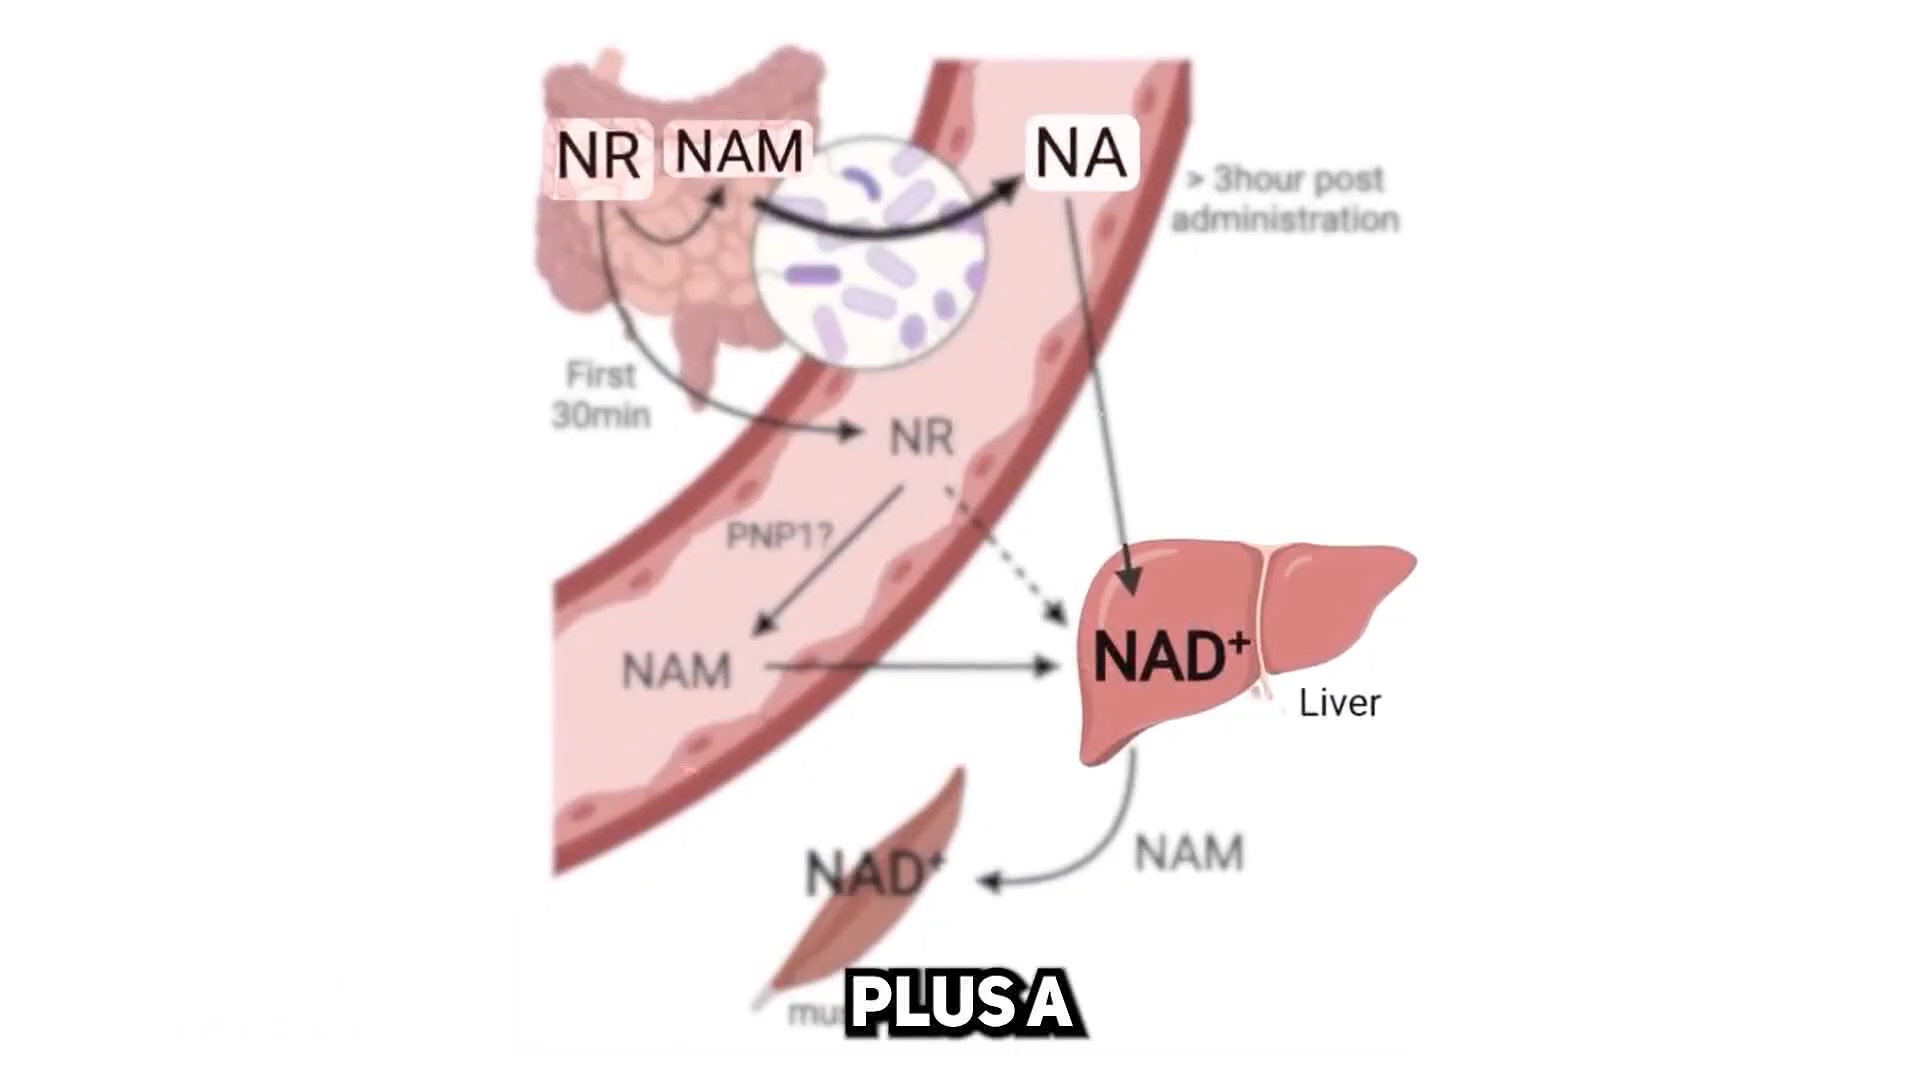 NR NAM NA
> 3hour post
administration
First
30min
NR
PNP1?
NAM
NAD⁺
Liver
NAM
NAD⁺
PLUS A